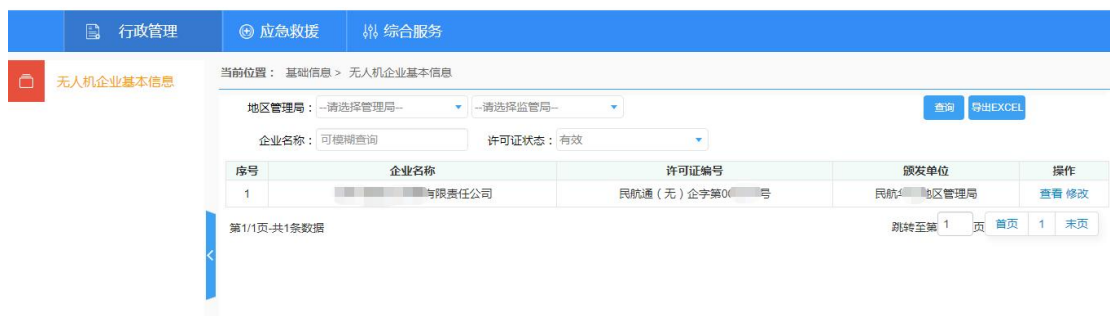 行政管理 应急救援 综合服务
无人机企业基本信息
当前位置： 基础信息 > 无人机企业基本信息
地区管理局： --请选择管理局-- --请选择监管局-- 查询 导出EXCEL
企业名称： 可模糊查询 许可证状态： 有效
序号 企业名称 许可证编号 颁发单位 操作
1 有限责任公司 民航通（无）企字第0 号 民航 地区管理局 查看 修改
第1/1页-共1条数据 跳转至第 1 页 首页 1 末页